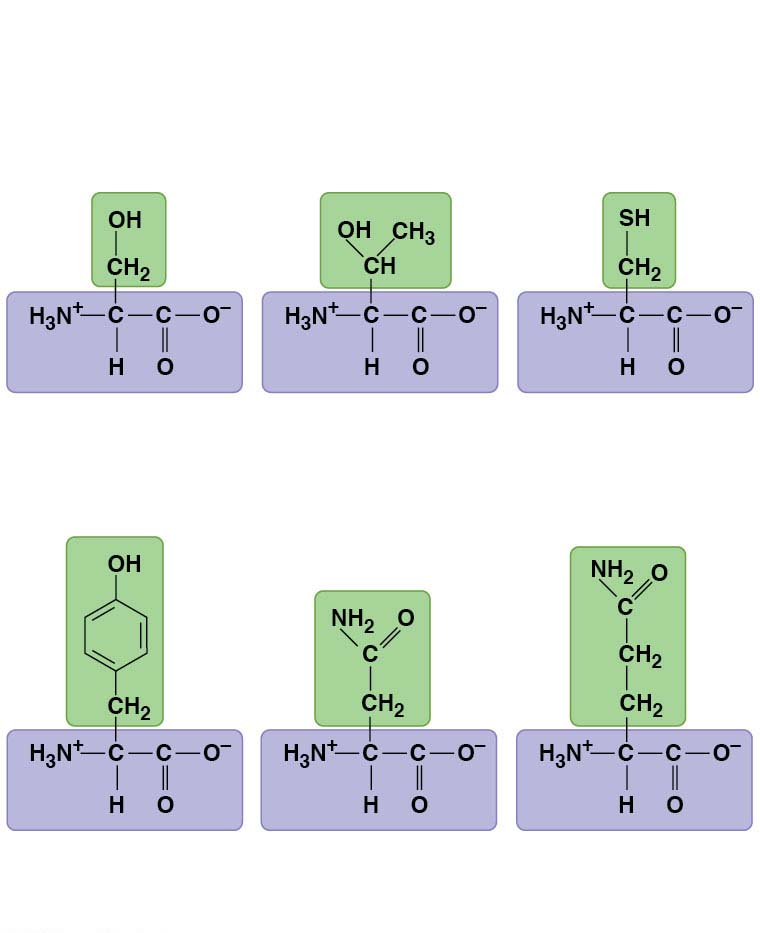 OH
CH₂
H₃N⁺—C—C—O⁻
H O
OH CH₃
CH
H₃N⁺—C—C—O⁻
H O
SH
CH₂
H₃N⁺—C—C—O⁻
H O
OH
CH₂
H₃N⁺—C—C—O⁻
H O
NH₂ O
C
CH₂
H₃N⁺—C—C—O⁻
H O
NH₂ O
C
CH₂
CH₂
H₃N⁺—C—C—O⁻
H O